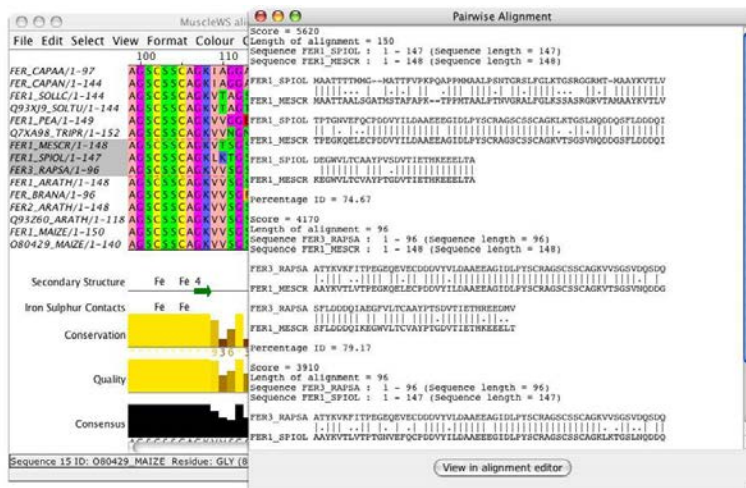 MuscleWS ali
File Edit Select View Format Colour
100 110
FER_CAPAA/1-97
FER_CAPAN/1-144
FER1_SOLLC/1-144
Q93XJ9_SOLTU/1-144
FER1_PEA/1-149
Q7XA98_TRIPR/1-152
FER1_MESCR/1-148
FER1_SPIOL/1-147
FER3_RAPSA/1-96
FER1_ARATH/1-148
FER_BRANA/1-96
FER2_ARATH/1-148
Q93Z60_ARATH/1-118
FER1_MAIZE/1-150
O80429_MAIZE/1-140
Secondary Structure Fe Fe 4
Iron Sulphur Contacts Fe Fe
Conservation
Quality
Consensus
Sequence 15 ID: O80429_MAIZE Residue: GLY (8
Pairwise Alignment
Score = 5620
Length of alignment = 150
Sequence FER1_SPIOL : 1 - 147 (Sequence length = 147)
Sequence FER1_MESCR : 1 - 148 (Sequence length = 148)
FER1_SPIOL MAATTTTMMG--MATTFVPKPQAPPMMAALPSNTGRSLFGLKTGSRGGRMT-MAAYKVTLV
FER1_MESCR MAATTAALSGATMSTAFAPK--TPPMTAALPTNVGRALFGLKSSASRGRVTAMAAYKVTLV
FER1_SPIOL TPTGNVEFQCPDDVYILDAAEEEGIDLPYSCRAGSCSSCAGKLKTGSLNQDDQSFLDDDQI
FER1_MESCR TPEGKQELECPDDVYILDAAEEAGIDLPYSCRAGSCSSCAGKVTSGSVNQDDGSFLDDDQI
FER1_SPIOL DEGWVLTCAAYPVSDVTIETHKEEELTA
FER1_MESCR KEGWVLTCVAYPTGDVTIETHKEEELTA
Percentage ID = 74.67
Score = 4170
Length of alignment = 96
Sequence FER3_RAPSA : 1 - 96 (Sequence length = 96)
Sequence FER1_MESCR : 1 - 148 (Sequence length = 148)
FER3_RAPSA ATYKVKFITPEGEQEVECDDDVYVLDAAEEAGIDLPYSCRAGSCSSCAGKVVSGSVDQSDQ
FER1_MESCR AAYKVTLVTPEGKQELECPDDVYILDAAEEAGIDLPYSCRAGSCSSCAGKVTSGSVNQDDG
FER3_RAPSA SFLDDDQIAEGFVLTCAAYPTSDVTIETHREEDMV
FER1_MESCR SFLDDDQIKEGWVLTCVAYPTGDVTIETHKEEELT
Percentage ID = 79.17
Score = 3910
Length of alignment = 96
Sequence FER3_RAPSA : 1 - 96 (Sequence length = 96)
Sequence FER1_SPIOL : 1 - 147 (Sequence length = 147)
FER3_RAPSA ATYKVKFITPEGEQEVECDDDVYVLDAAEEAGIDLPYSCRAGSCSSCAGKVVSGSVDQSDQ
FER1_SPIOL AAYKVTLVTPTGNVEFQCPDDVYILDAAEEEGIDLPYSCRAGSCSSCAGKLKTGSLNQDDQ
View in alignment editor